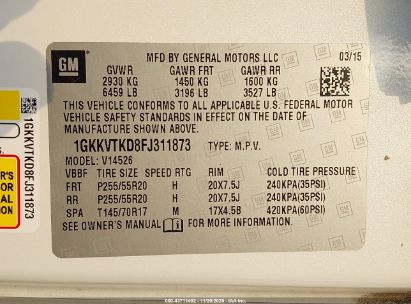 GM
MFD BY GENERAL MOTORS LLC 03/15
GVWR GAWR FRT GAWR RR
2930 KG 1450 KG 1600 KG
6459 LB 3196 LB 3527 LB
THIS VEHICLE CONFORMS TO ALL APPLICABLE U.S. FEDERAL MOTOR
VEHICLE SAFETY STANDARDS IN EFFECT ON THE DATE OF
MANUFACTURE SHOWN ABOVE.
1GKKVTKD8FJ311873 TYPE: M.P.V.
MODEL: V14526
VBBF TIRE SIZE SPEED RTG RIM COLD TIRE PRESSURE
FRT P255/55R20 H 20X7.5J 240KPA(35PSI)
RR P255/55R20 H 20X7.5J 240KPA(35PSI)
SPA T145/70R17 M 17X4.5B 420KPA(60PSI)
SEE OWNER'S MANUAL FOR MORE INFORMATION.
1GKKVTKD8FJ311873